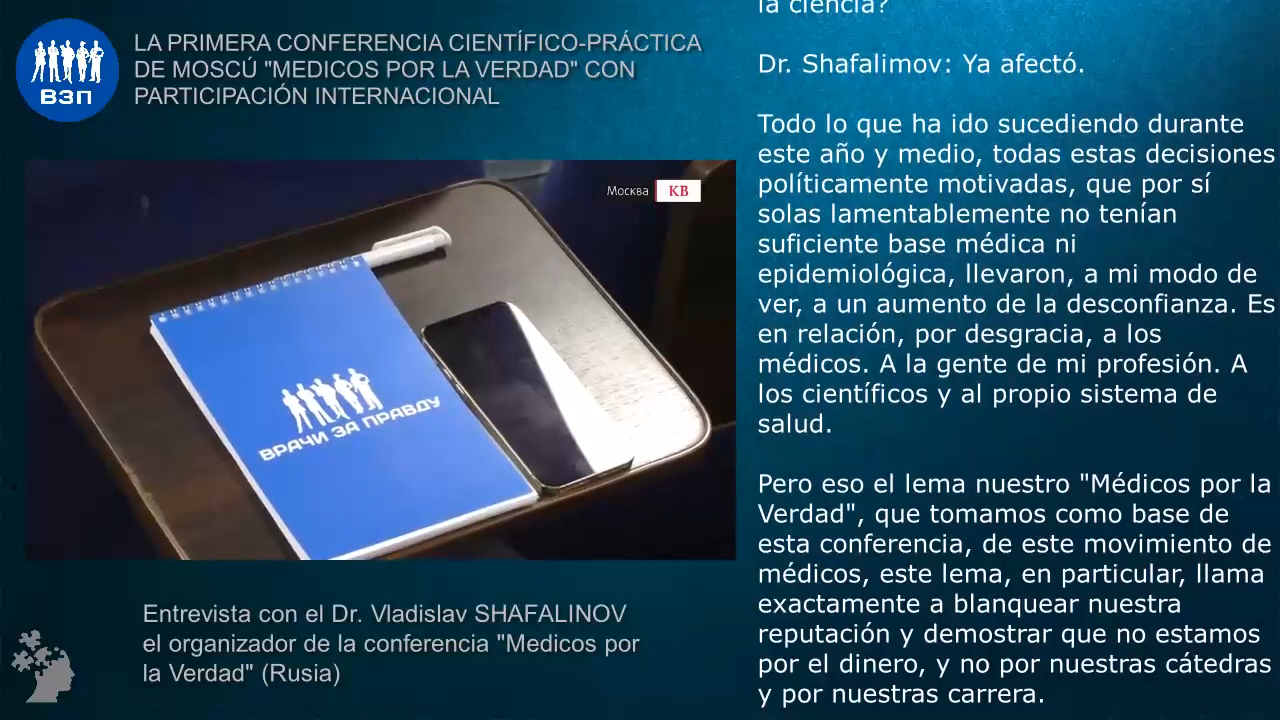 la ciencia?
ВЗП
LA PRIMERA CONFERENCIA CIENTÍFICO-PRÁCTICA
DE MOSCÚ "MEDICOS POR LA VERDAD" CON
PARTICIPACIÓN INTERNACIONAL
Dr. Shafalimov: Ya afectó.
Todo lo que ha ido sucediendo durante
este año y medio, todas estas decisiones
políticamente motivadas, que por sí
solas lamentablemente no tenían
suficiente base médica ni
epidemiológica, llevaron, a mi modo de
ver, a un aumento de la desconfianza. Es
en relación, por desgracia, a los
médicos. A la gente de mi profesión. A
los científicos y al propio sistema de
salud.
Pero eso el lema nuestro "Médicos por la
Verdad", que tomamos como base de
esta conferencia, de este movimiento de
médicos, este lema, en particular, llama
exactamente a blanquear nuestra
reputación y demostrar que no estamos
por el dinero, y no por nuestras cátedras
y por nuestras carrera.
Москва КВ
ВРАЧИ ЗА ПРАВДУ
Entrevista con el Dr. Vladislav SHAFALINOV
el organizador de la conferencia "Medicos por
la Verdad" (Rusia)